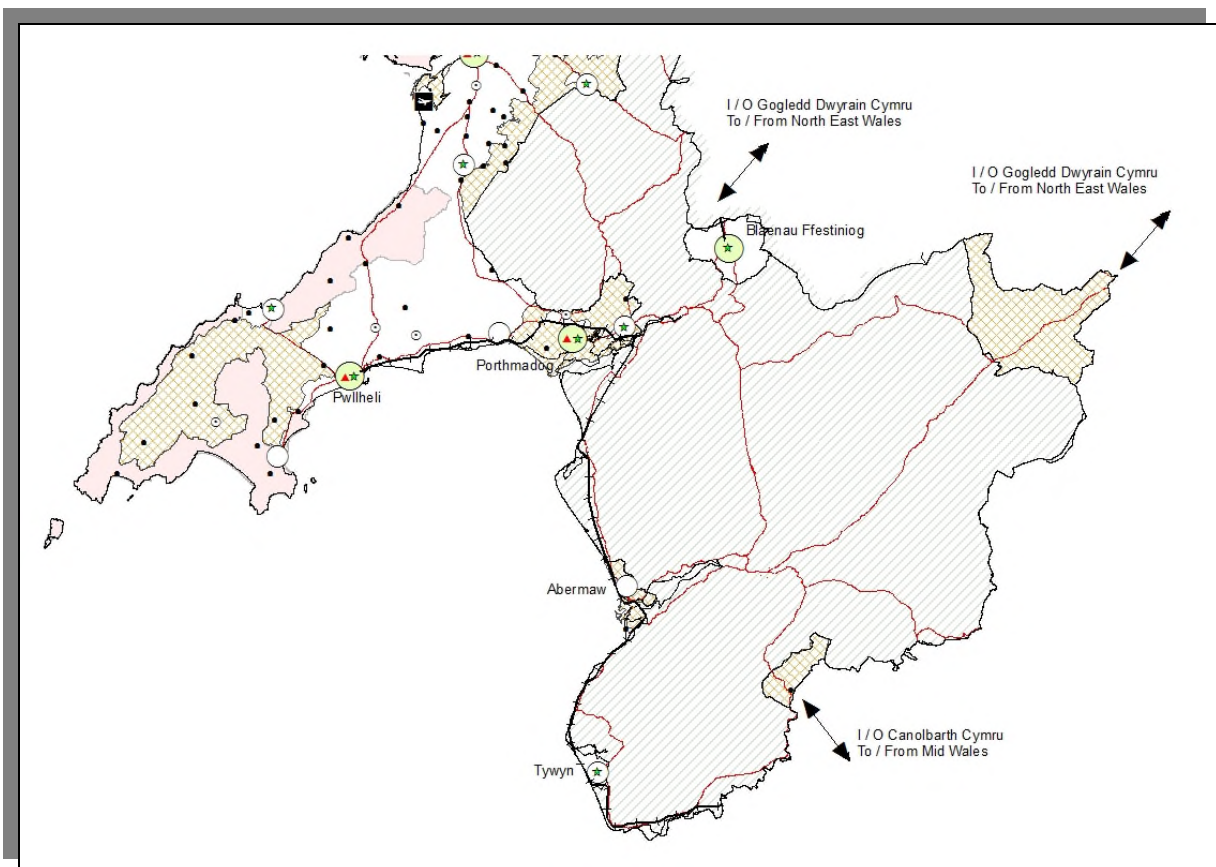 I / O Gogledd Dwyrain Cymru
To / From North East Wales
I / O Gogledd Dwyrain Cymru
To / From North East Wales
Blaenau Ffestiniog
Porthmadog
Pwllheli
Abermaw
I / O Canolbarth Cymru
To / From Mid Wales
Tywyn